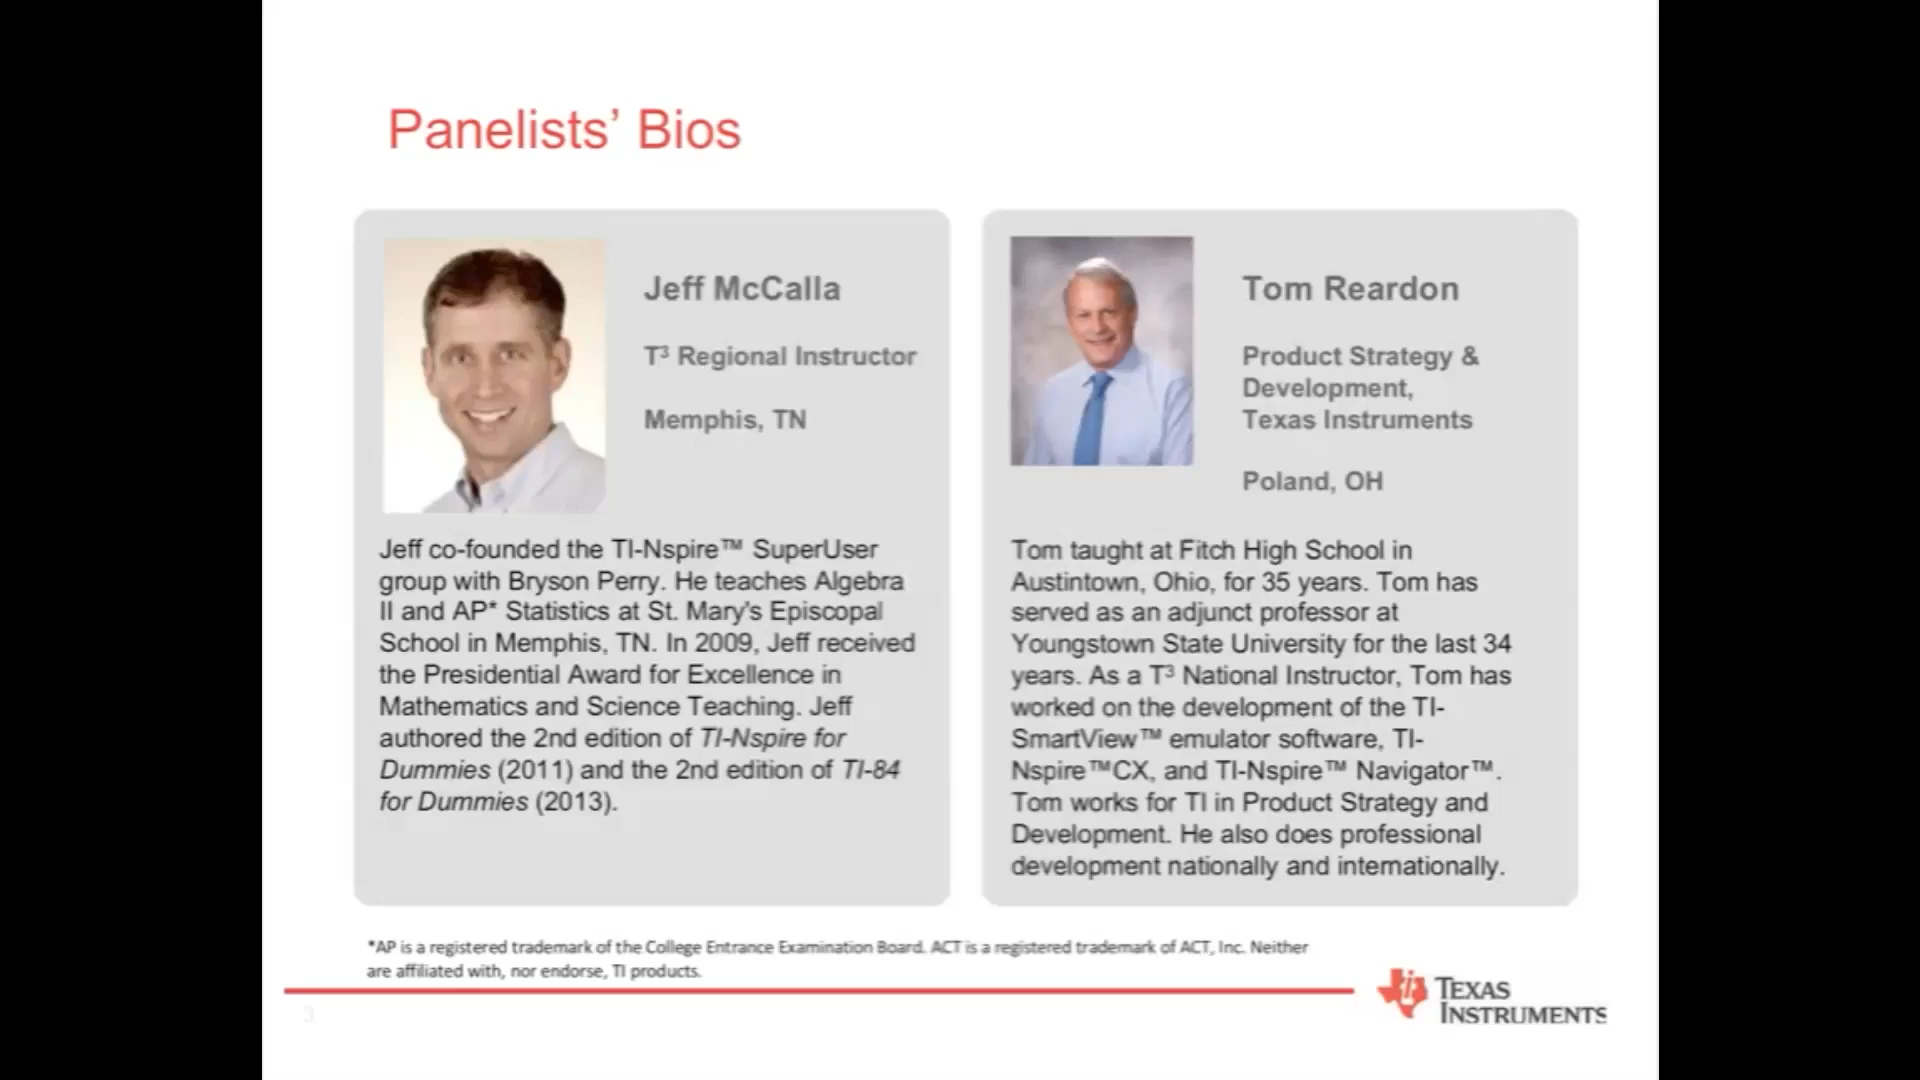 Panelists’ Bios
Jeff McCalla
T³ Regional Instructor
Memphis, TN
Jeff co-founded the TI-Nspire™ SuperUser
group with Bryson Perry. He teaches Algebra
II and AP* Statistics at St. Mary's Episcopal
School in Memphis, TN. In 2009, Jeff received
the Presidential Award for Excellence in
Mathematics and Science Teaching. Jeff
authored the 2nd edition of TI-Nspire for
Dummies (2011) and the 2nd edition of TI-84
for Dummies (2013).
Tom Reardon
Product Strategy &
Development,
Texas Instruments
Poland, OH
Tom taught at Fitch High School in
Austintown, Ohio, for 35 years. Tom has
served as an adjunct professor at
Youngstown State University for the last 34
years. As a T³ National Instructor, Tom has
worked on the development of the TI-
SmartView™ emulator software, TI-
Nspire™CX, and TI-Nspire™ Navigator™.
Tom works for TI in Product Strategy and
Development. He also does professional
development nationally and internationally.
*AP is a registered trademark of the College Entrance Examination Board. ACT is a registered trademark of ACT, Inc. Neither
are affiliated with, nor endorse, TI products.
3
TEXAS
INSTRUMENTS